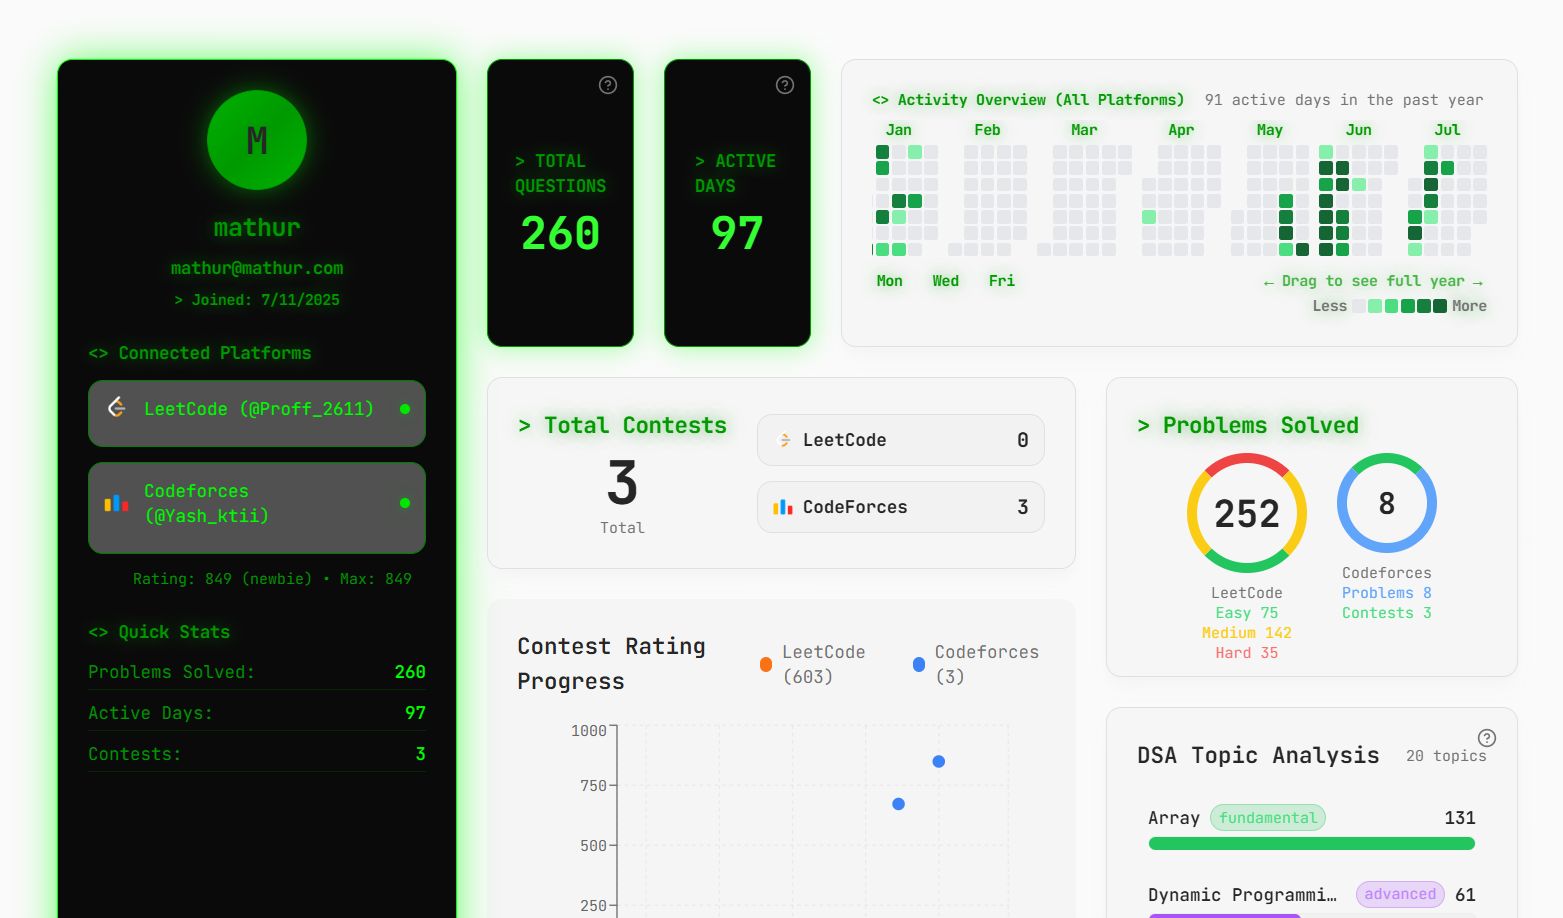 M
mathur
mathur@mathur.com
> Joined: 7/11/2025
<> Connected Platforms
LeetCode (@Proff_2611)
Codeforces
(@Yash_ktii)
Rating: 849 (newbie) • Max: 849
<> Quick Stats
Problems Solved: 260
Active Days: 97
Contests: 3
?
> TOTAL
QUESTIONS
260
?
> ACTIVE
DAYS
97
<> Activity Overview (All Platforms) 91 active days in the past year
Jan Feb Mar Apr May Jun Jul
Mon Wed Fri
← Drag to see full year →
Less More
> Total Contests
3
Total
LeetCode 0
CodeForces 3
> Problems Solved
252
LeetCode
Easy 75
Medium 142
Hard 35
8
Codeforces
Problems 8
Contests 3
Contest Rating
Progress
LeetCode
(603)
Codeforces
(3)
1000
750
500
250
?
DSA Topic Analysis 20 topics
Array fundamental 131
Dynamic Programmi… advanced 61